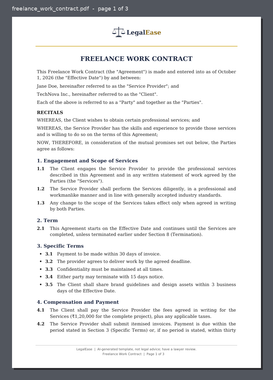 freelance_work_contract.pdf - page 1 of 3
LegalEase
FREELANCE WORK CONTRACT
This Freelance Work Contract (the "Agreement") is made and entered into as of October
1, 2026 (the "Effective Date") by and between:
Jane Doe, hereinafter referred to as the "Service Provider"; and
TechNova Inc., hereinafter referred to as the "Client".
Each of the above is referred to as a "Party" and together as the "Parties".
RECITALS
WHEREAS, the Client wishes to obtain certain professional services; and
WHEREAS, the Service Provider has the skills and experience to provide those services
and is willing to do so on the terms of this Agreement;
NOW, THEREFORE, in consideration of the mutual promises set out below, the Parties
agree as follows:
1. Engagement and Scope of Services
1.1 The Client engages the Service Provider to provide the professional services
described in this Agreement and in any written statement of work agreed by the
Parties (the "Services").
1.2 The Service Provider shall perform the Services diligently, in a professional and
workmanlike manner and in line with generally accepted industry standards.
1.3 Any change to the scope of the Services takes effect only when agreed in writing
by both Parties.
2. Term
2.1 This Agreement starts on the Effective Date and continues until the Services are
completed, unless terminated earlier under Section 8 (Termination).
3. Specific Terms
• 3.1 Payment to be made within 30 days of invoice.
• 3.2 The provider agrees to deliver work by the agreed deadline.
• 3.3 Confidentiality must be maintained at all times.
• 3.4 Either party may terminate with 15 days notice.
• 3.5 The Client shall share brand guidelines and design assets within 3 business
days of the Effective Date.
4. Compensation and Payment
4.1 The Client shall pay the Service Provider the fees agreed in writing for the
Services (₹1,20,000 for the complete project), plus any applicable taxes.
4.2 The Service Provider shall submit itemised invoices. Payment is due within the
period stated in Section 3 (Specific Terms) or, if no period is stated, within thirty
LegalEase | AI-generated template, not legal advice: have a lawyer review.
Freelance Work Contract | Page 1 of 3